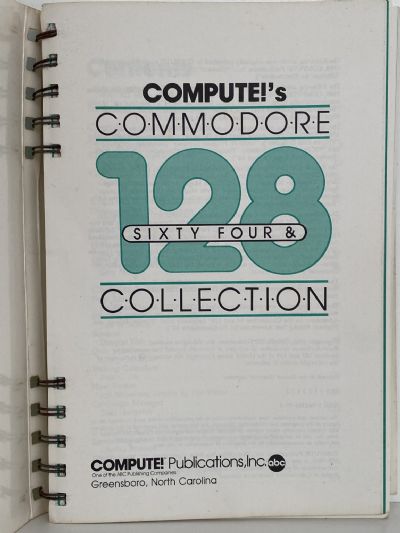 COMPUTE!'s
C·O·M·M·O·D·O·R·E
128
SIXTY FOUR &
C·O·L·L·E·C·T·I·O·N
COMPUTE! Publications,Inc. abc
One of the ABC Publishing Companies
Greensboro, North Carolina